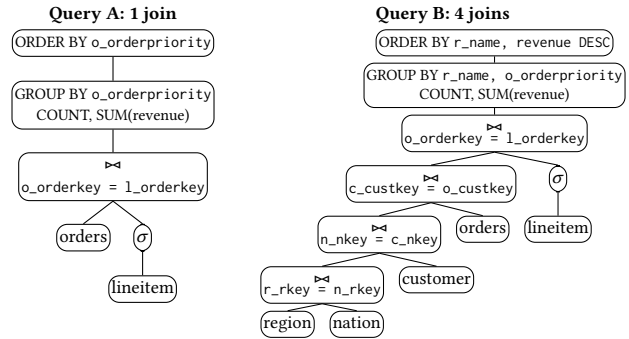 Query A: 1 join
ORDER BY o_orderpriority
GROUP BY o_orderpriority
COUNT, SUM(revenue)
⋈
o_orderkey = l_orderkey
orders
σ
lineitem
Query B: 4 joins
ORDER BY r_name, revenue DESC
GROUP BY r_name, o_orderpriority
COUNT, SUM(revenue)
⋈
o_orderkey = l_orderkey
⋈
c_custkey = o_custkey
σ
⋈
n_nkey = c_nkey
orders
lineitem
⋈
r_rkey = n_rkey
customer
region
nation